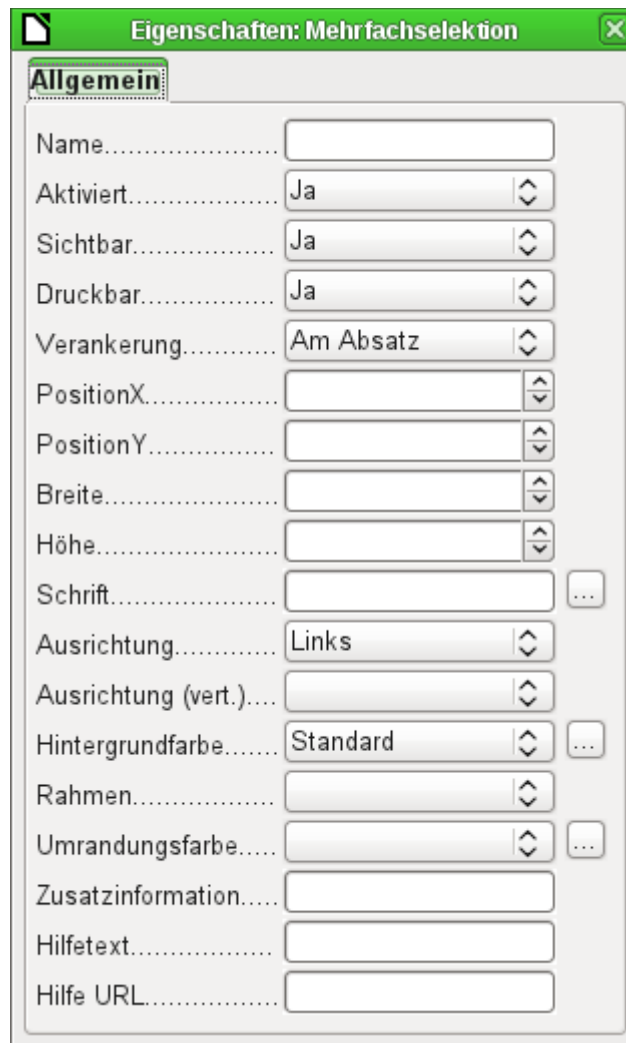 Eigenschaften: Mehrfachselektion
Allgemein
Name.....................
Aktiviert.................. Ja
Sichtbar................. Ja
Druckbar................ Ja
Verankerung............ Am Absatz
PositionX................
PositionY................
Breite.....................
Höhe......................
Schrift.................... ...
Ausrichtung............. Links
Ausrichtung (vert.)....
Hintergrundfarbe....... Standard ...
Rahmen..................
Umrandungsfarbe..... ...
Zusatzinformation.....
Hilfetext..................
Hilfe URL................